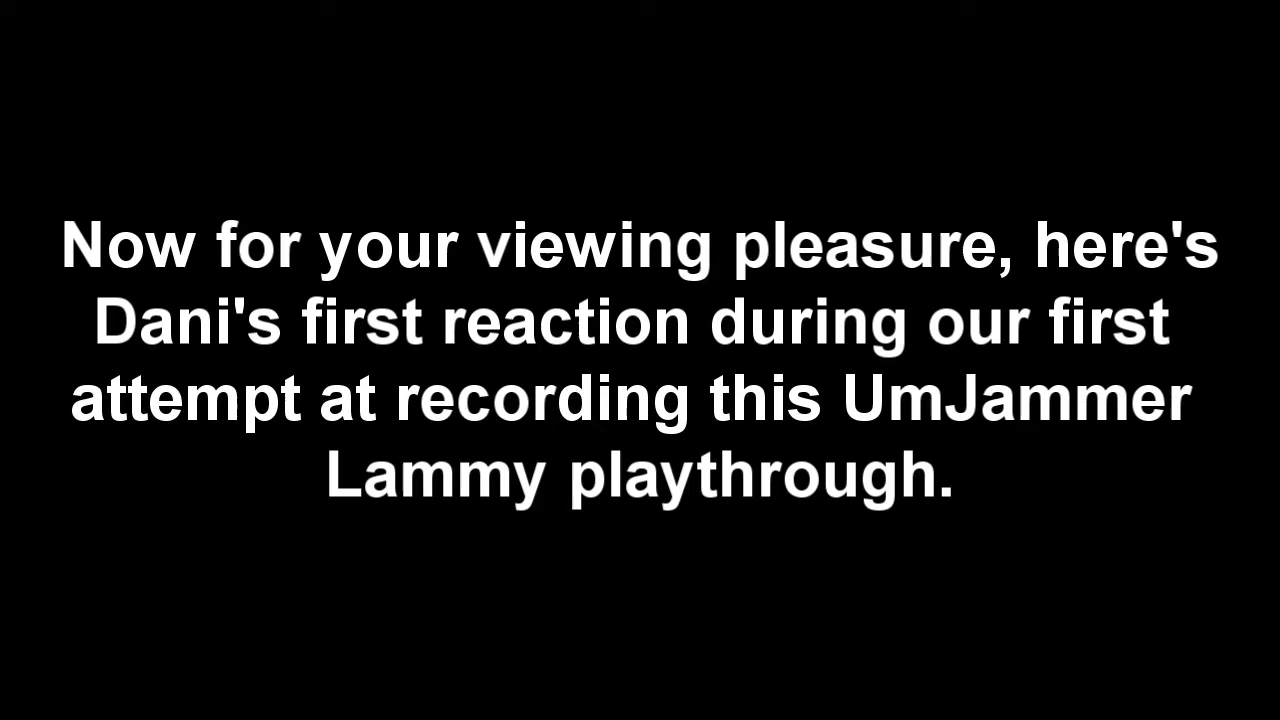 Now for your viewing pleasure, here's
Dani's first reaction during our first
attempt at recording this UmJammer
Lammy playthrough.